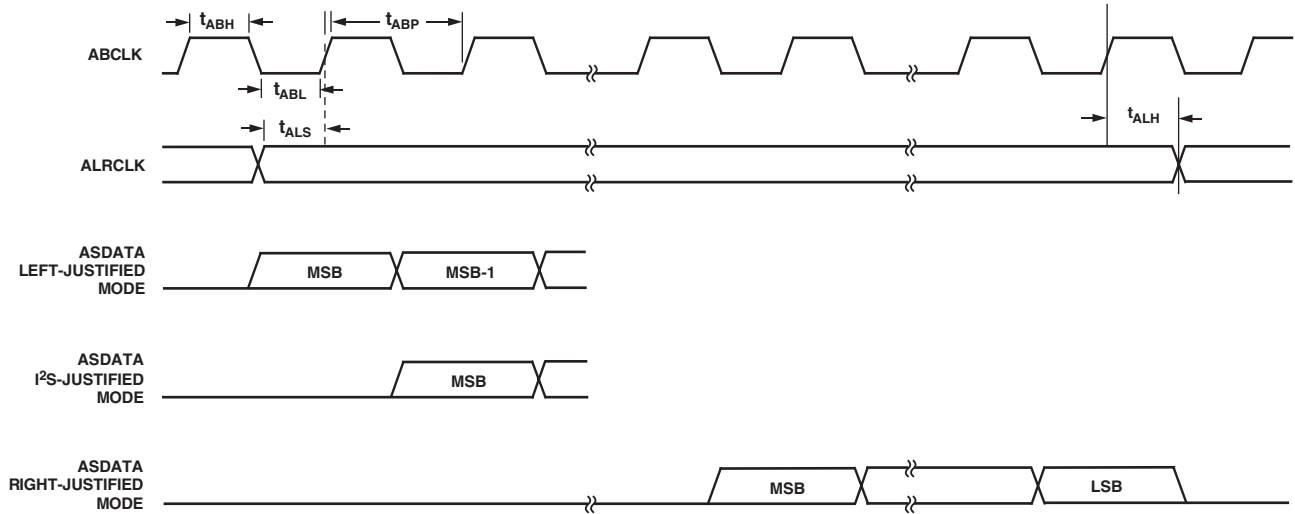 tABH
tABP
ABCLK
tABL
tALS
tALH
ALRCLK
ASDATA
LEFT-JUSTIFIED
MODE
MSB
MSB-1
ASDATA
I²S-JUSTIFIED
MODE
MSB
ASDATA
RIGHT-JUSTIFIED
MODE
MSB
LSB